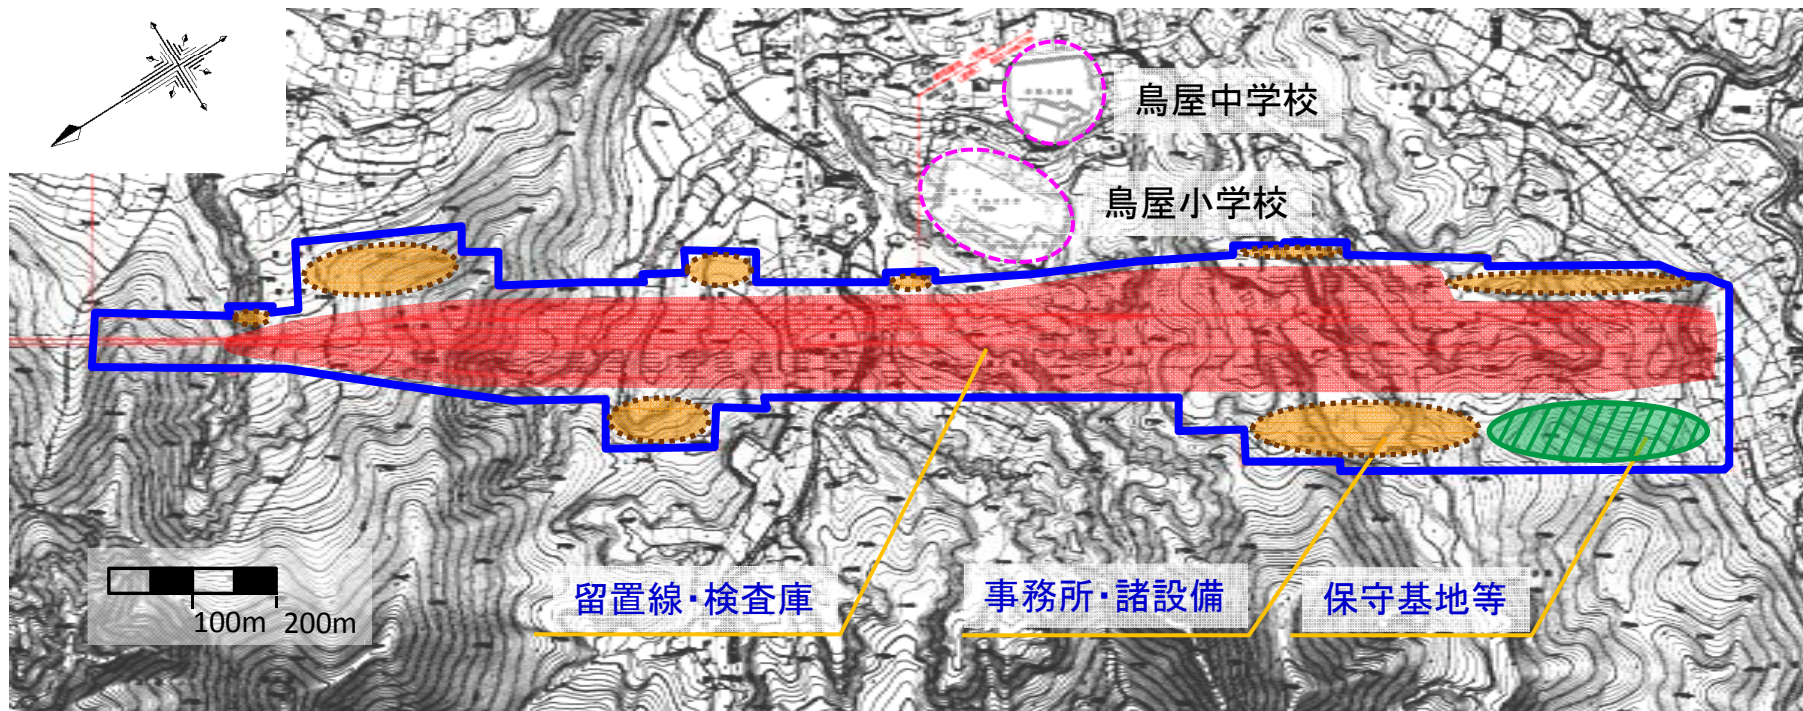 鳥屋中学校
鳥屋小学校
留置線・検査庫
事務所・諸設備
保守基地等
100m 200m